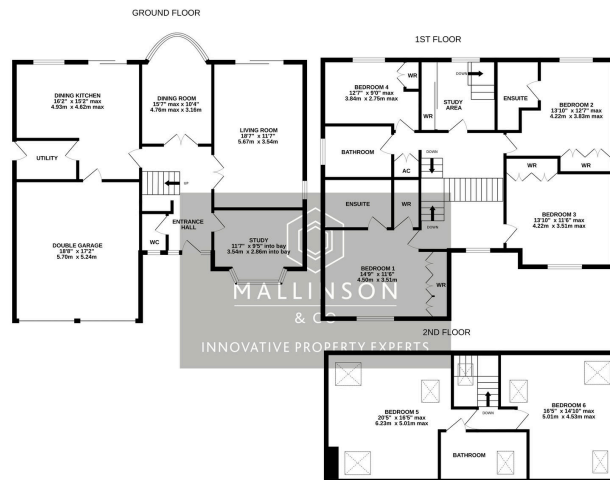 GROUND FLOOR
DINING KITCHEN
16'2" x 15'2" max
4.93m x 4.62m max
DINING ROOM
15'7" max x 10'4"
4.76m max x 3.16m
LIVING ROOM
18'7" x 11'7"
5.67m x 3.54m
UTILITY
UP
DOUBLE GARAGE
18'8" x 17'2"
5.70m x 5.24m
WC
ENTRANCE
HALL
STUDY
11'7" x 9'5" into bay
3.54m x 2.86m into bay
1ST FLOOR
BEDROOM 4
12'7" x 9'0" max
3.84m x 2.75m max
WR
WR
DOWN
STUDY
AREA
ENSUITE
BEDROOM 2
13'10" x 12'7" max
4.22m x 3.83m max
BATHROOM
AC
DOWN
WR
WR
ENSUITE
WR
DOWN
BEDROOM 3
13'10" x 11'6" max
4.22m x 3.51m max
BEDROOM 1
14'9" x 11'6"
4.50m x 3.51m
WR
MALLINSON
& CO
INNOVATIVE PROPERTY EXPERTS
2ND FLOOR
BEDROOM 5
20'5" x 16'5" max
6.23m x 5.01m max
DOWN
BEDROOM 6
16'5" x 14'10" max
5.01m x 4.53m max
BATHROOM